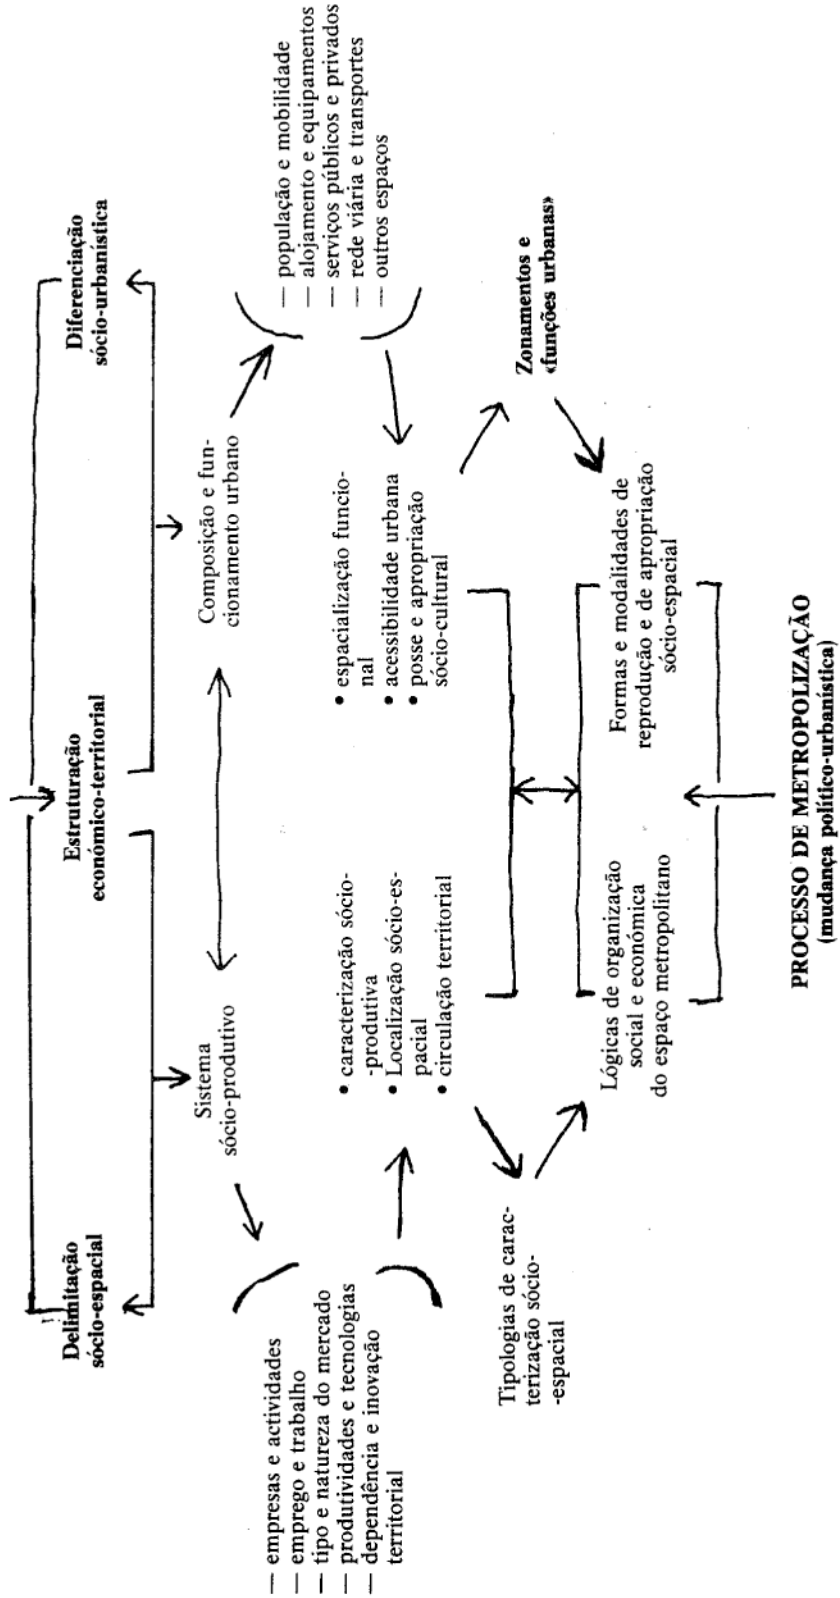 Delimitação
sócio-espacial
Estruturação
económico-territorial
Diferenciação
sócio-urbanística
Sistema
sócio-produtivo
Composição e fun-
cionamento urbano
— empresas e actividades
— emprego e trabalho
— tipo e natureza do mercado
— produtividades e tecnologias
— dependência e inovação
territorial
• caracterização sócio-
-produtiva
• Localização sócio-es-
pacial
• circulação territorial
• espacialização funcio-
nal
• acessibilidade urbana
• posse e apropriação
sócio-cultural
— população e mobilidade
— alojamento e equipamentos
— serviços públicos e privados
— rede viária e transportes
— outros espaços
Tipologias de carac-
terização sócio-
-espacial
Zonamentos e
«funções urbanas»
Lógicas de organização
social e económica
do espaço metropolitano
Formas e modalidades de
reprodução e de apropriação
sócio-espacial
PROCESSO DE METROPOLIZAÇÃO
(mudança político-urbanística)